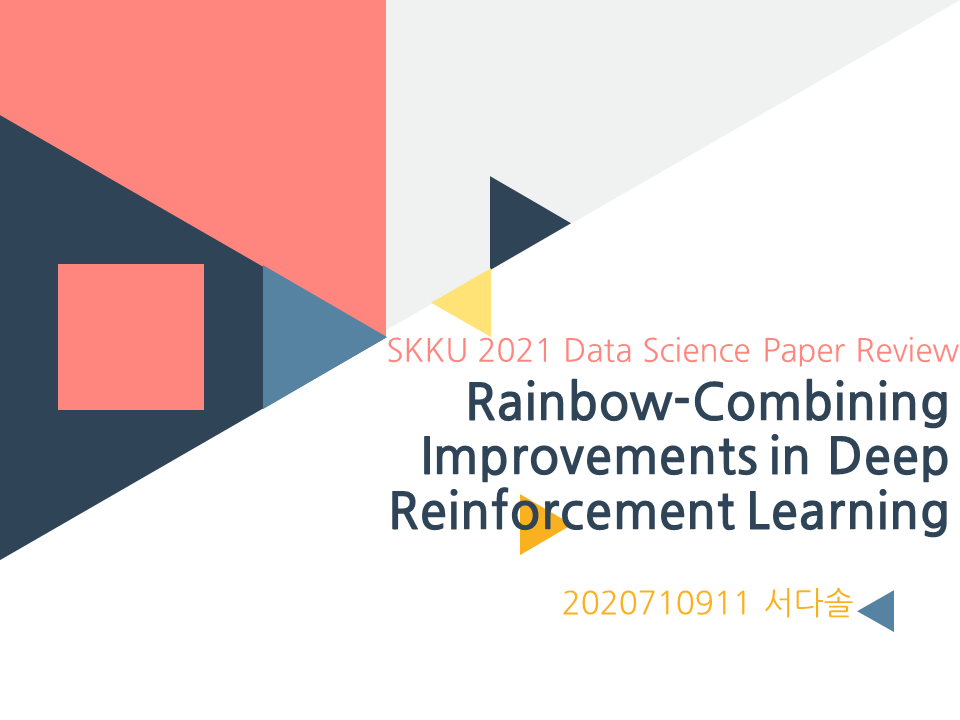 SKKU 2021 Data Science Paper Review
Rainbow-Combining
Improvements in Deep
Reinforcement Learning
2020710911 서다솔